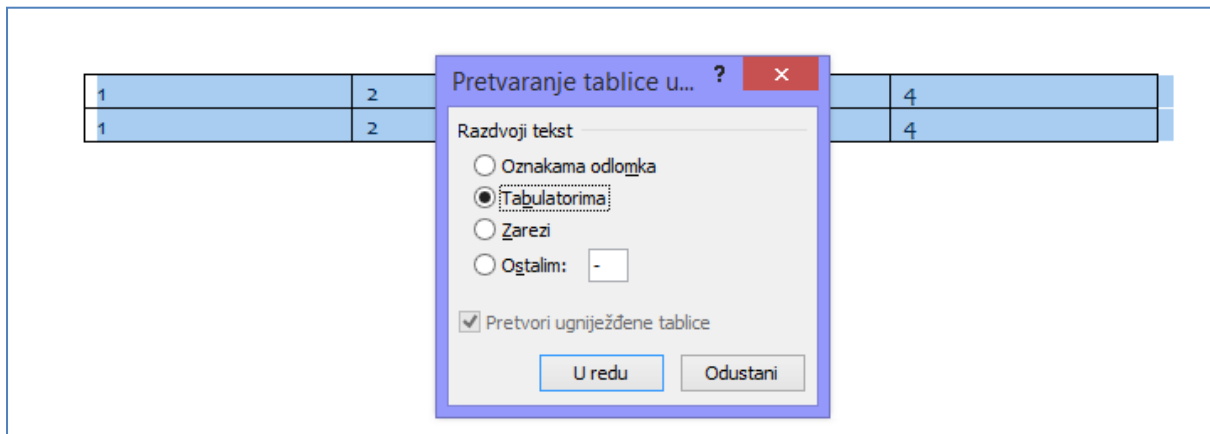 Pretvaranje tablice u... ? ×
1 2 4
1 2 4
Razdvoji tekst
Oznakama odlomka
Tabulatorima
Zarezi
Ostalim: -
Pretvori ugniježđene tablice
U redu Odustani